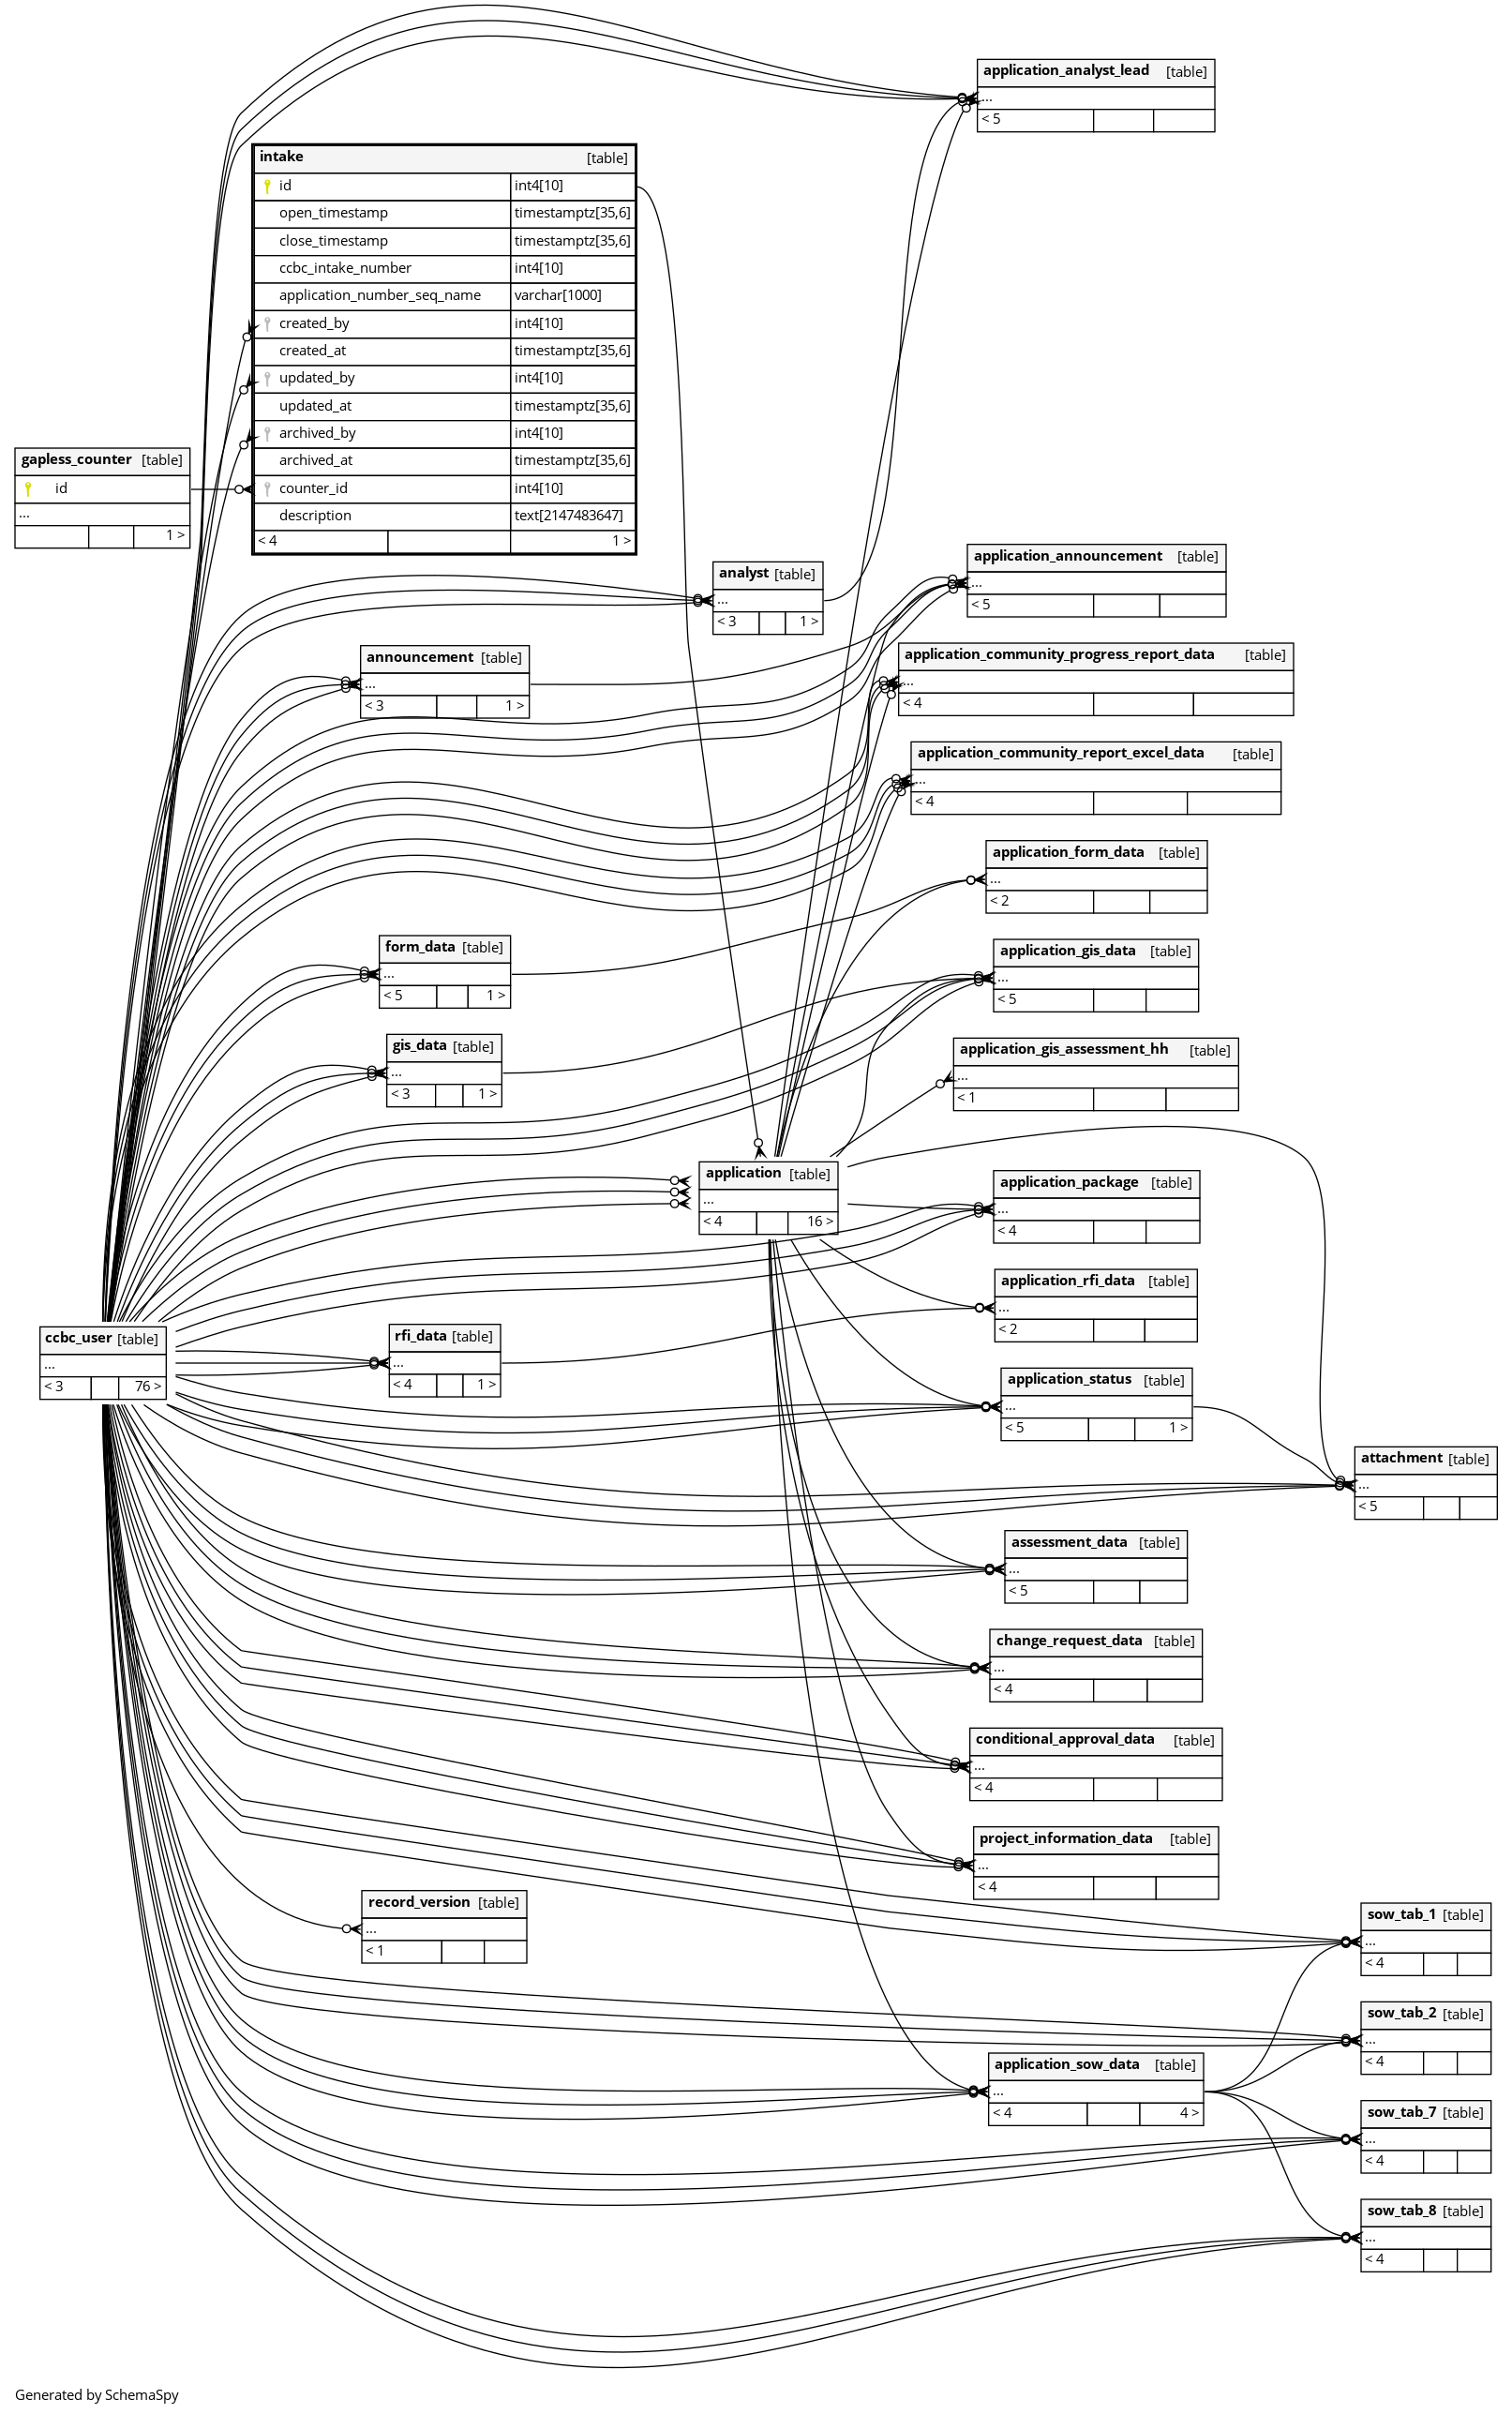 application_analyst_lead [table]
...
< 5
intake [table]
id int4[10]
open_timestamp timestamptz[35,6]
close_timestamp timestamptz[35,6]
ccbc_intake_number int4[10]
application_number_seq_name varchar[1000]
created_by int4[10]
created_at timestamptz[35,6]
updated_by int4[10]
updated_at timestamptz[35,6]
archived_by int4[10]
archived_at timestamptz[35,6]
counter_id int4[10]
description text[2147483647]
< 4 1 >
gapless_counter [table]
id
...
1 >
analyst [table]
...
< 3 1 >
application_announcement [table]
...
< 5
announcement [table]
...
< 3 1 >
application_community_progress_report_data [table]
...
< 4
application_community_report_excel_data [table]
...
< 4
application_form_data [table]
...
< 2
form_data [table]
...
< 5 1 >
application_gis_data [table]
...
< 5
gis_data [table]
...
< 3 1 >
application_gis_assessment_hh [table]
...
< 1
application [table]
...
< 4 16 >
application_package [table]
...
< 4
application_rfi_data [table]
...
< 2
ccbc_user [table]
...
< 3 76 >
rfi_data [table]
...
< 4 1 >
application_status [table]
...
< 5 1 >
attachment [table]
...
< 5
assessment_data [table]
...
< 5
change_request_data [table]
...
< 4
conditional_approval_data [table]
...
< 4
project_information_data [table]
...
< 4
record_version [table]
...
< 1
sow_tab_1 [table]
...
< 4
sow_tab_2 [table]
...
< 4
application_sow_data [table]
...
< 4 4 >
sow_tab_7 [table]
...
< 4
sow_tab_8 [table]
...
< 4
Generated by SchemaSpy